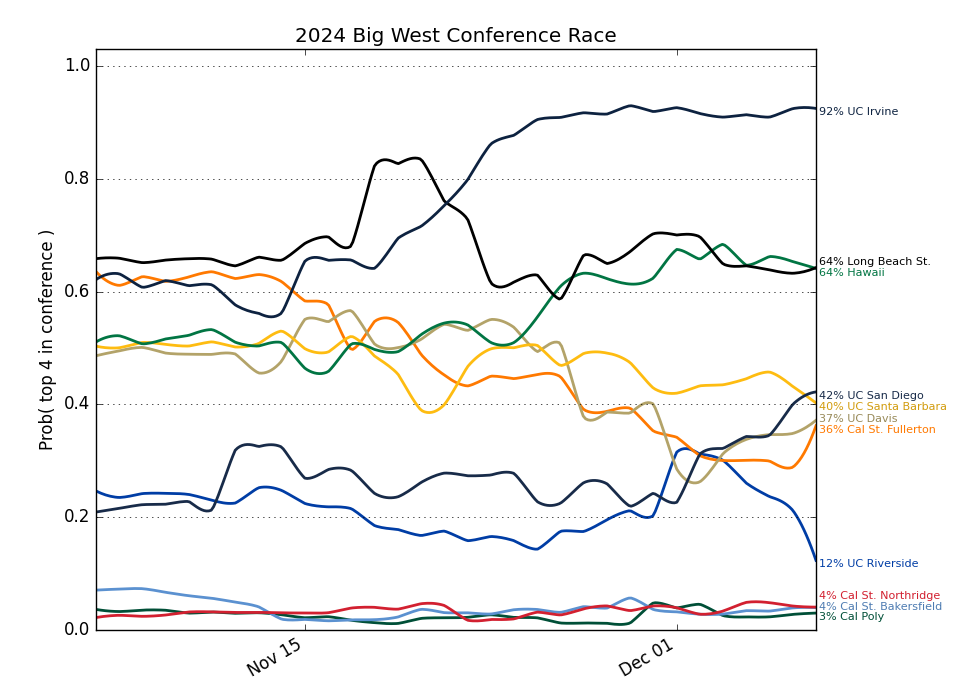 2024 Big West Conference Race
Prob( top 4 in conference )
1.0
0.8
0.6
0.4
0.2
0.0
Nov 15
Dec 01
92% UC Irvine
64% Long Beach St.
64% Hawaii
42% UC San Diego
40% UC Santa Barbara
37% UC Davis
36% Cal St. Fullerton
12% UC Riverside
4% Cal St. Northridge
4% Cal St. Bakersfield
3% Cal Poly